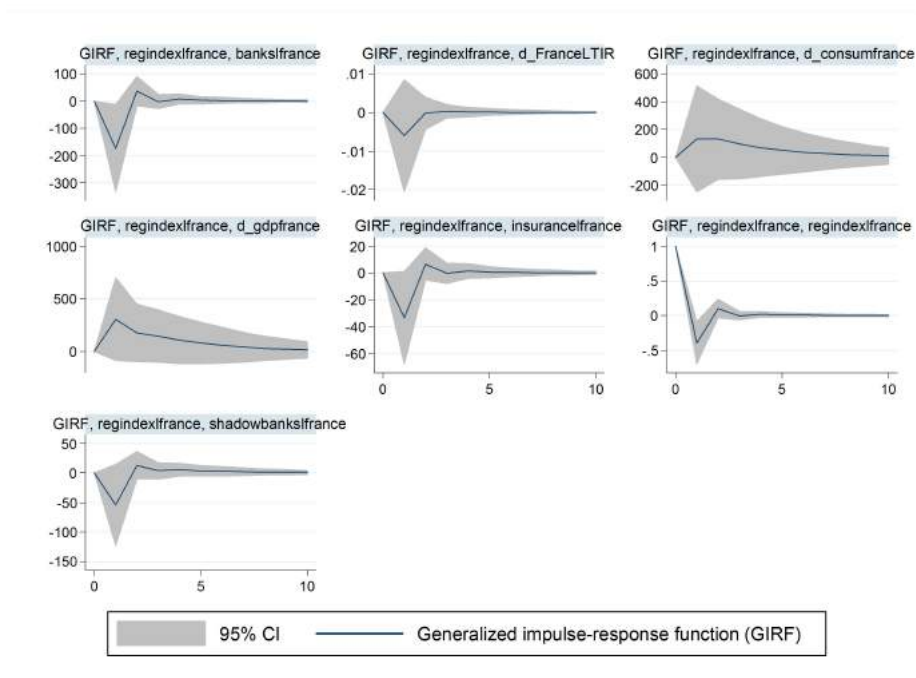 GIRF, regindexlfrance, bankslfrance
100
0
-100
-200
-300
GIRF, regindexlfrance, d_FranceLTIR
.01
0
-.01
-.02
GIRF, regindexlfrance, d_consumfrance
600
400
200
0
-200
GIRF, regindexlfrance, d_gdpfrance
1000
500
0
GIRF, regindexlfrance, insurancelfrance
20
0
-20
-40
-60
0 5 10
GIRF, regindexlfrance, regindexlfrance
1
.5
0
-.5
0 5 10
GIRF, regindexlfrance, shadowbankslfrance
50
0
-50
-100
-150
0 5 10
95% CI Generalized impulse-response function (GIRF)